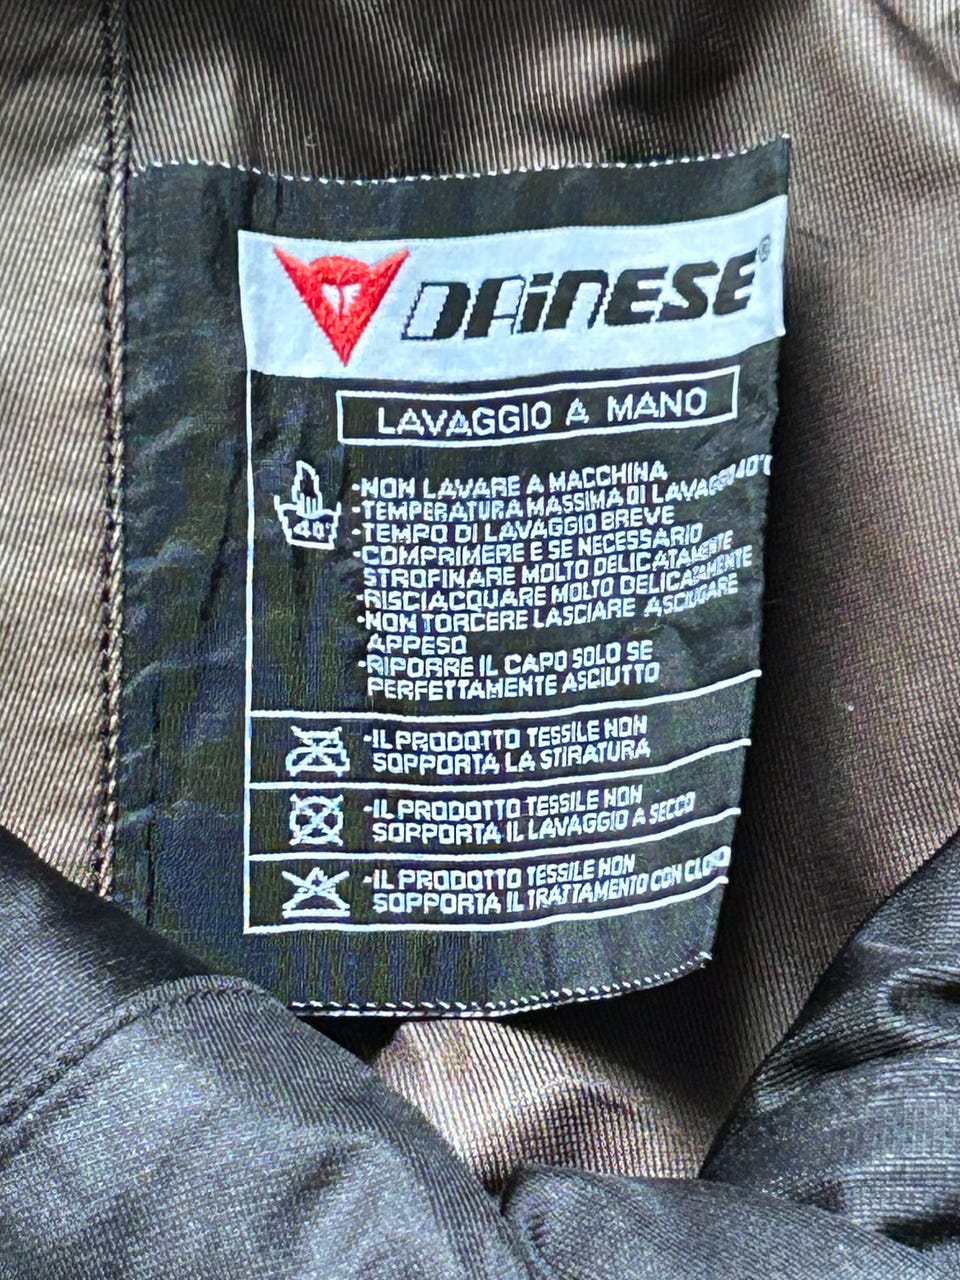 DAINESE®
LAVAGGIO A MANO
40°
·NON LAVARE A MACCHINA
·TEMPERATURA MASSIMA DI LAVAGGIO 40°C
·TEMPO DI LAVAGGIO BREVE
·COMPRIMERE E SE NECESSARIO
STROFINARE MOLTO DELICATAMENTE
·RISCIACQUARE MOLTO DELICATAMENTE
·NON TORCERE LASCIARE ASCIUGARE
APPESO
·RIPORRE IL CAPO SOLO SE
PERFETTAMENTE ASCIUTTO
·IL PRODOTTO TESSILE NON
SOPPORTA LA STIRATURA
·IL PRODOTTO TESSILE NON
SOPPORTA IL LAVAGGIO A SECCO
·IL PRODOTTO TESSILE NON
SOPPORTA IL TRATTAMENTO CON CLORO